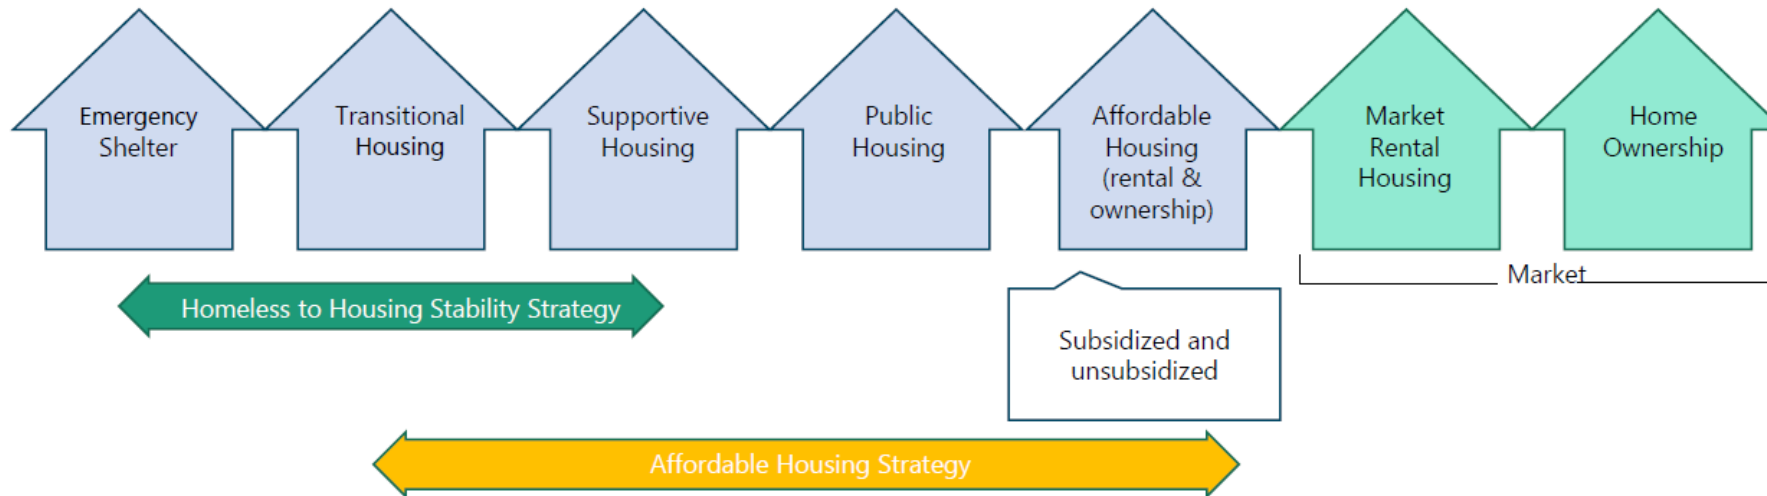 Emergency
Shelter
Transitional
Housing
Supportive
Housing
Public
Housing
Affordable
Housing
(rental &
ownership)
Market
Rental
Housing
Home
Ownership
Market
Homeless to Housing Stability Strategy
Subsidized and
unsubsidized
Affordable Housing Strategy